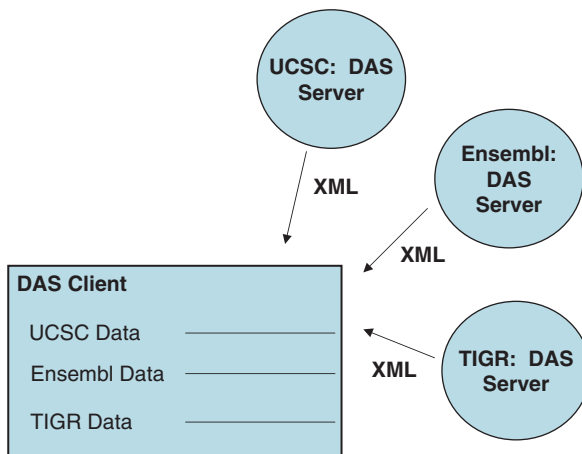 UCSC: DAS
Server
XML
Ensembl:
DAS
Server
XML
DAS Client
UCSC Data
Ensembl Data
TIGR Data
XML
TIGR: DAS
Server